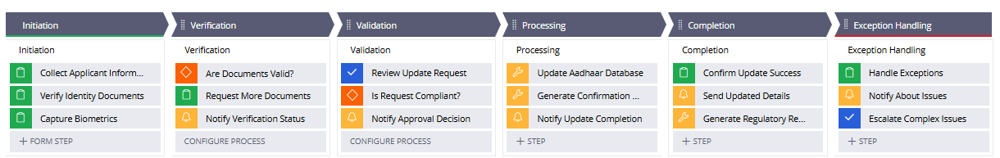 Initiation
Verification
Validation
Processing
Completion
Exception Handling
Initiation
Collect Applicant Inform...
Verify Identity Documents
Capture Biometrics
+ FORM STEP
Verification
Are Documents Valid?
Request More Documents
Notify Verification Status
CONFIGURE PROCESS
Validation
Review Update Request
Is Request Compliant?
Notify Approval Decision
CONFIGURE PROCESS
Processing
Update Aadhaar Database
Generate Confirmation ...
Notify Update Completion
+ STEP
Completion
Confirm Update Success
Send Updated Details
Generate Regulatory Re...
+ STEP
Exception Handling
Handle Exceptions
Notify About Issues
Escalate Complex Issues
+ STEP